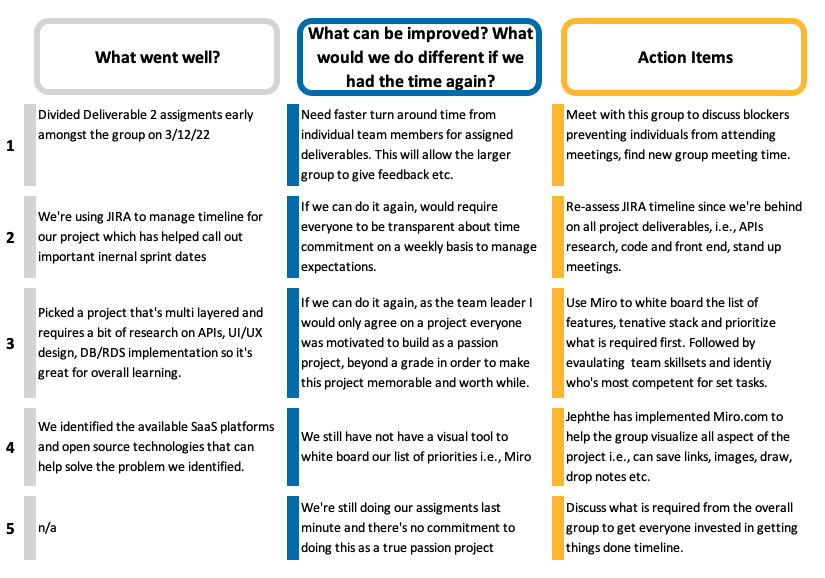 What went well?
What can be improved? What
would we do different if we
had the time again?
Action Items
1
Divided Deliverable 2 assigments early
amongst the group on 3/12/22
Need faster turn around time from
individual team members for assigned
deliverables. This will allow the larger
group to give feedback etc.
Meet with this group to discuss blockers
preventing individuals from attending
meetings, find new group meeting time.
2
We're using JIRA to manage timeline for
our project which has helped call out
important inernal sprint dates
If we can do it again, would require
everyone to be transparent about time
commitment on a weekly basis to manage
expectations.
Re-assess JIRA timeline since we're behind
on all project deliverables, i.e., APIs
research, code and front end, stand up
meetings.
3
Picked a project that's multi layered and
requires a bit of research on APIs, UI/UX
design, DB/RDS implementation so it's
great for overall learning.
If we can do it again, as the team leader I
would only agree on a project everyone
was motivated to build as a passion
project, beyond a grade in order to make
this project memorable and worth while.
Use Miro to white board the list of
features, tenative stack and prioritize
what is required first. Followed by
evaulating  team skillsets and identiy
who's most competent for set tasks.
4
We identified the available SaaS platforms
and open source technologies that can
help solve the problem we identified.
We still have not have a visual tool to
white board our list of priorities i.e., Miro
Jephthe has implemented Miro.com to
help the group visualize all aspect of the
project i.e., can save links, images, draw,
drop notes etc.
5
n/a
We're still doing our assigments last
minute and there's no commitment to
doing this as a true passion project
Discuss what is required from the overall
group to get everyone invested in getting
things done timeline.